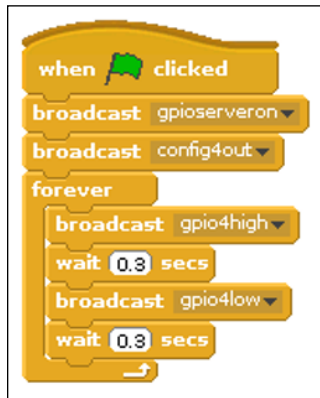 when clicked
broadcast gpioserveron
broadcast config4out
forever
broadcast gpio4high
wait 0.3 secs
broadcast gpio4low
wait 0.3 secs